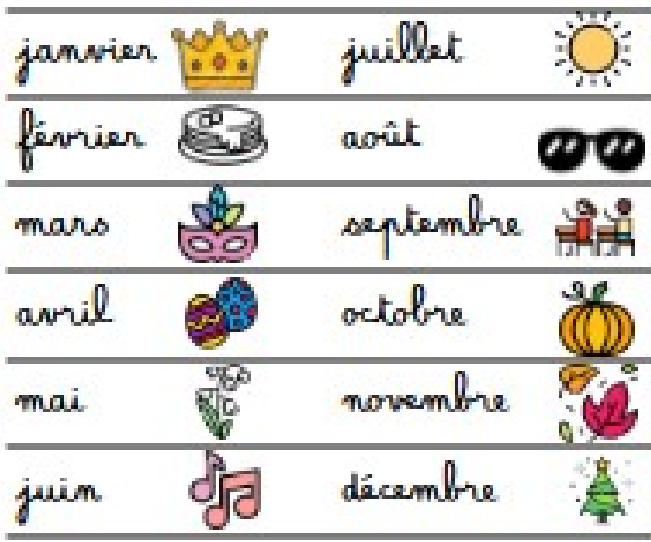 janvier
février
mars
avril
mai
juin
juillet
août
septembre
octobre
novembre
décembre